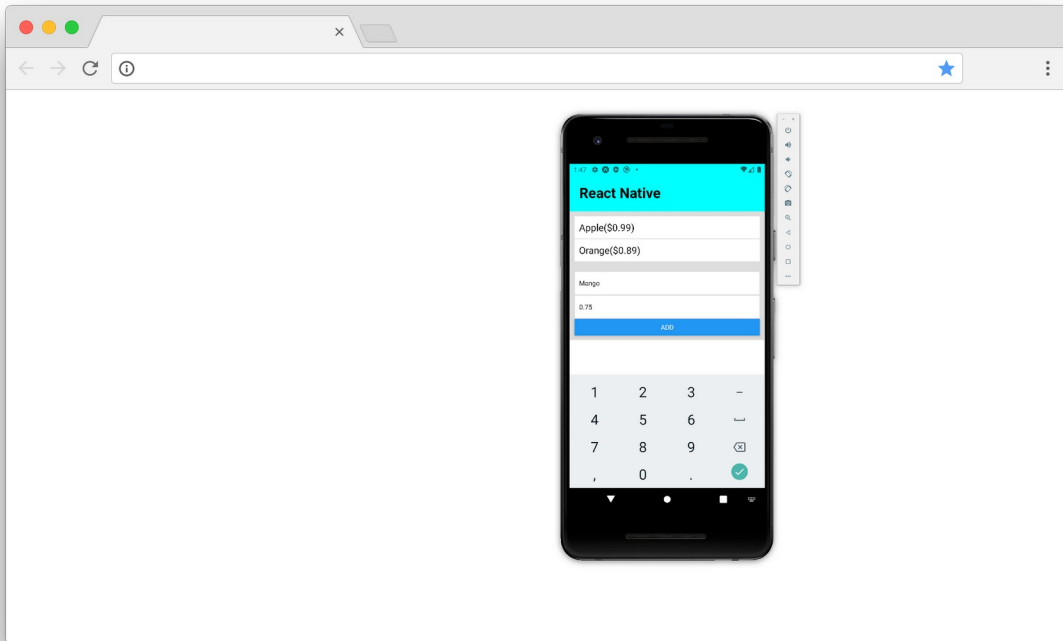 1:47
React Native
Apple($0.99)
Orange($0.89)
Mango
0.75
ADD
1 2 3 -
4 5 6
7 8 9
, 0 .